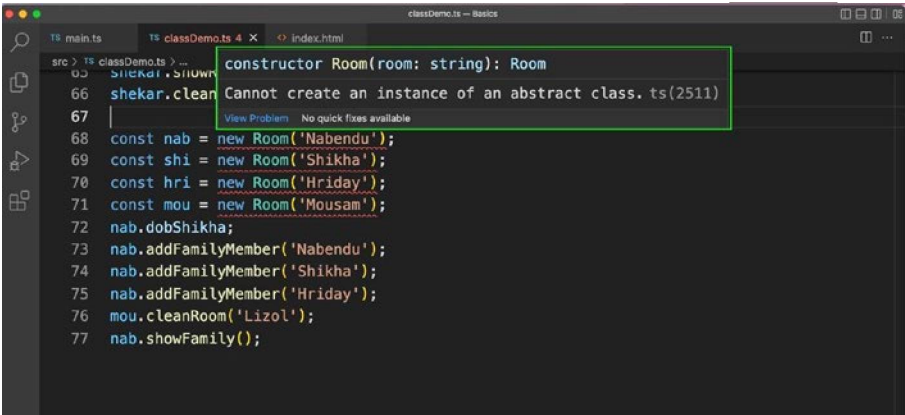 classDemo.ts — Basics
TS main.ts TS classDemo.ts 4 × <> index.html ...
src > TS classDemo.ts > ...
constructor Room(room: string): Room
66 shekar.clean Cannot create an instance of an abstract class. ts(2511)
67 View Problem No quick fixes available
68 const nab = new Room('Nabendu');
69 const shi = new Room('Shikha');
70 const hri = new Room('Hriday');
71 const mou = new Room('Mousam');
72 nab.dobShikha;
73 nab.addFamilyMember('Nabendu');
74 nab.addFamilyMember('Shikha');
75 nab.addFamilyMember('Hriday');
76 mou.cleanRoom('Lizol');
77 nab.showFamily();